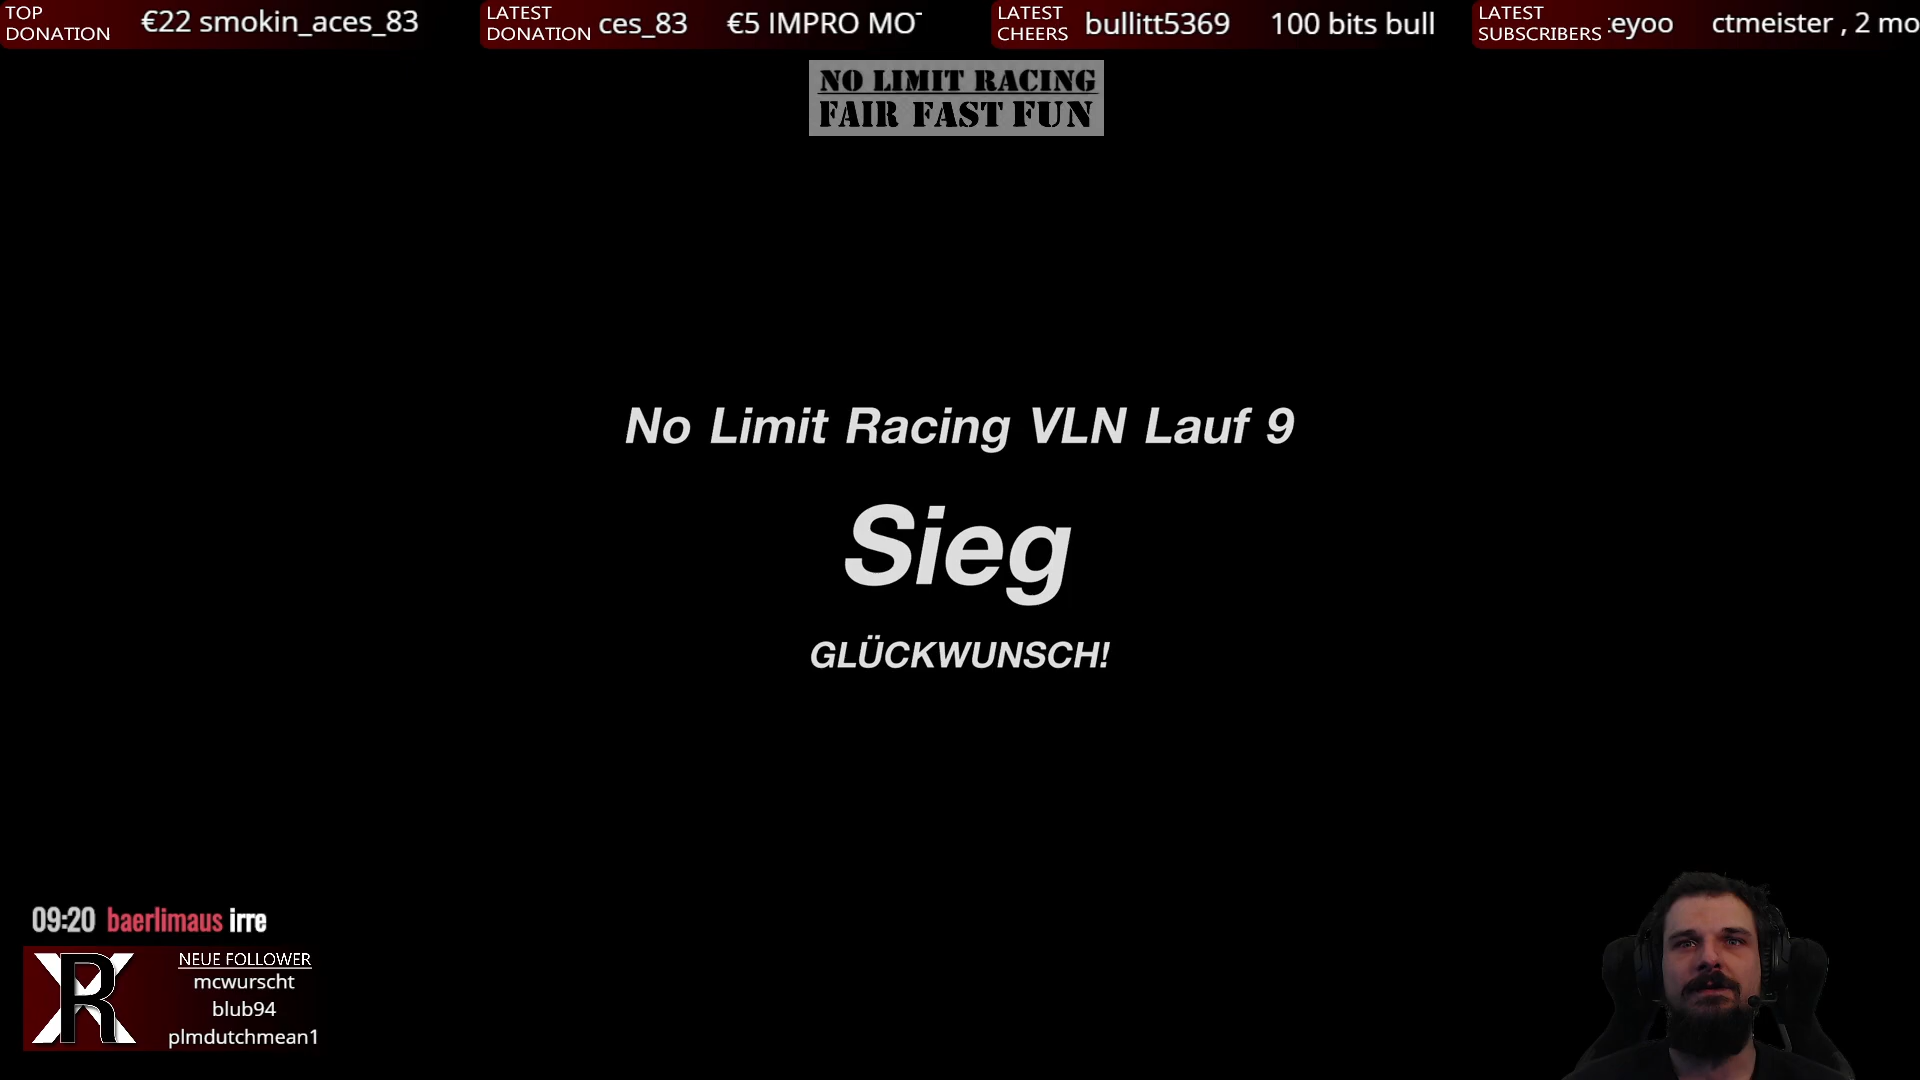 TOP
DONATION
€22 smokin_aces_83
LATEST
DONATION
ces_83 €5 IMPRO MO
LATEST
CHEERS
bullitt5369 100 bits bull
LATEST
SUBSCRIBERS
eyoo ctmeister , 2 mo
NO LIMIT RACING
FAIR FAST FUN
No Limit Racing VLN Lauf 9
Sieg
GLÜCKWUNSCH!
09:20 baerlimaus irre
XR
NEUE FOLLOWER
mcwurscht
blub94
plmdutchmean1